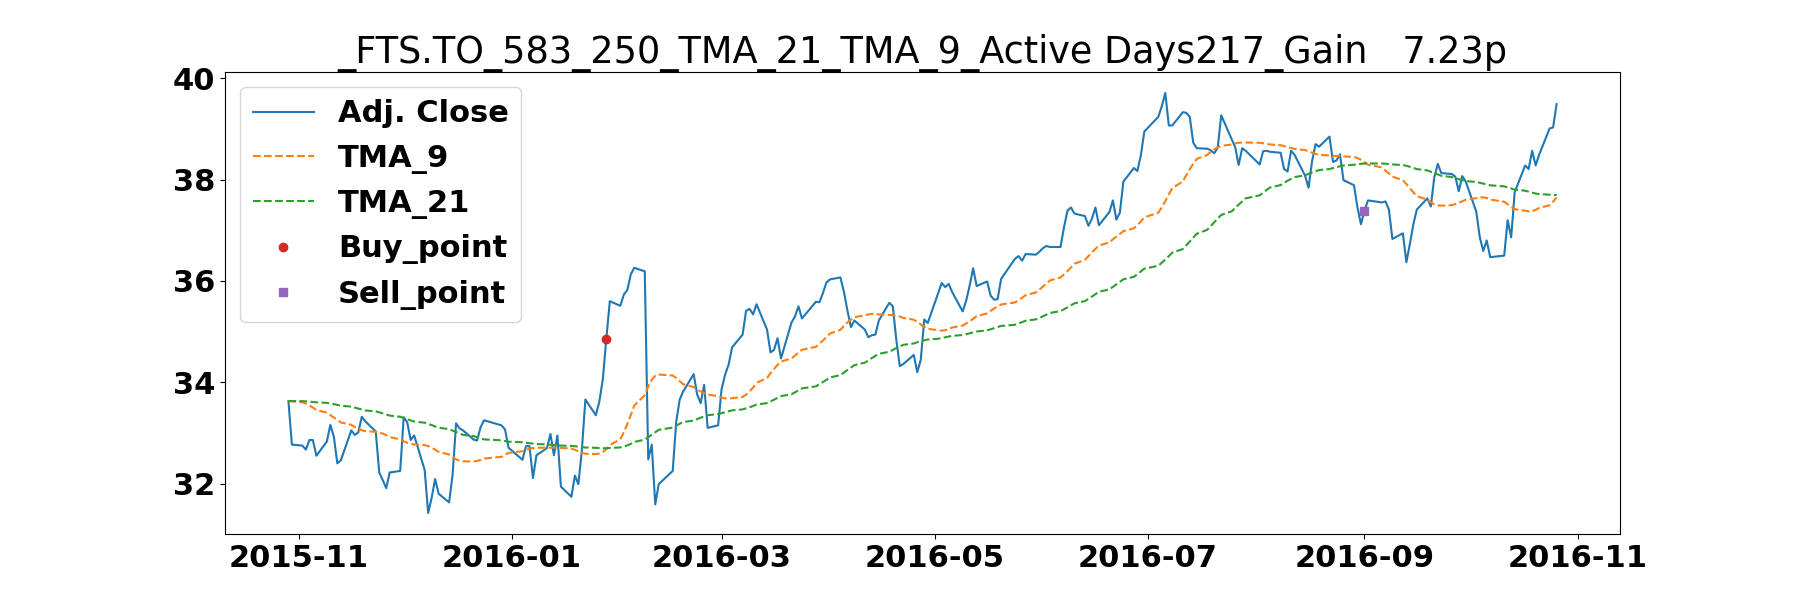 _FTS.TO_583_250_TMA_21_TMA_9_Active Days217_Gain   7.23p
40
38
36
34
32
Adj. Close
TMA_9
TMA_21
Buy_point
Sell_point
2015-11 2016-01 2016-03 2016-05 2016-07 2016-09 2016-11